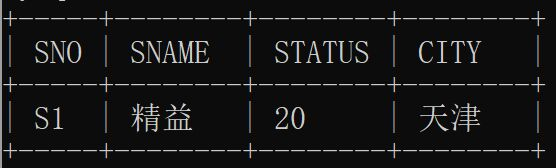 | SNO | SNAME | STATUS | CITY |
| S1 | 精益 | 20 | 天津 |